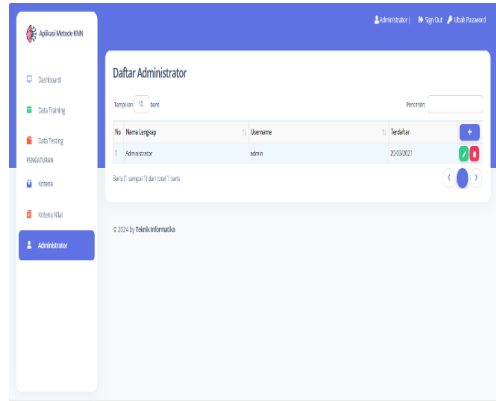 Aplikasi Metode KNN
Administrator | Sign Out Ubah Password
Dashboard
Data Training
Data Testing
PENGATURAN
Kriteria
Kriteria Nilai
Administrator
Daftar Administrator
Tampilan 10 baris
Pencarian:
No Nama Lengkap Username Terdaftar
1 Administrator admin 20/03/2021
Baris [1 sampai 1] dari total 1 baris
© 2024 by Teknik Informatika